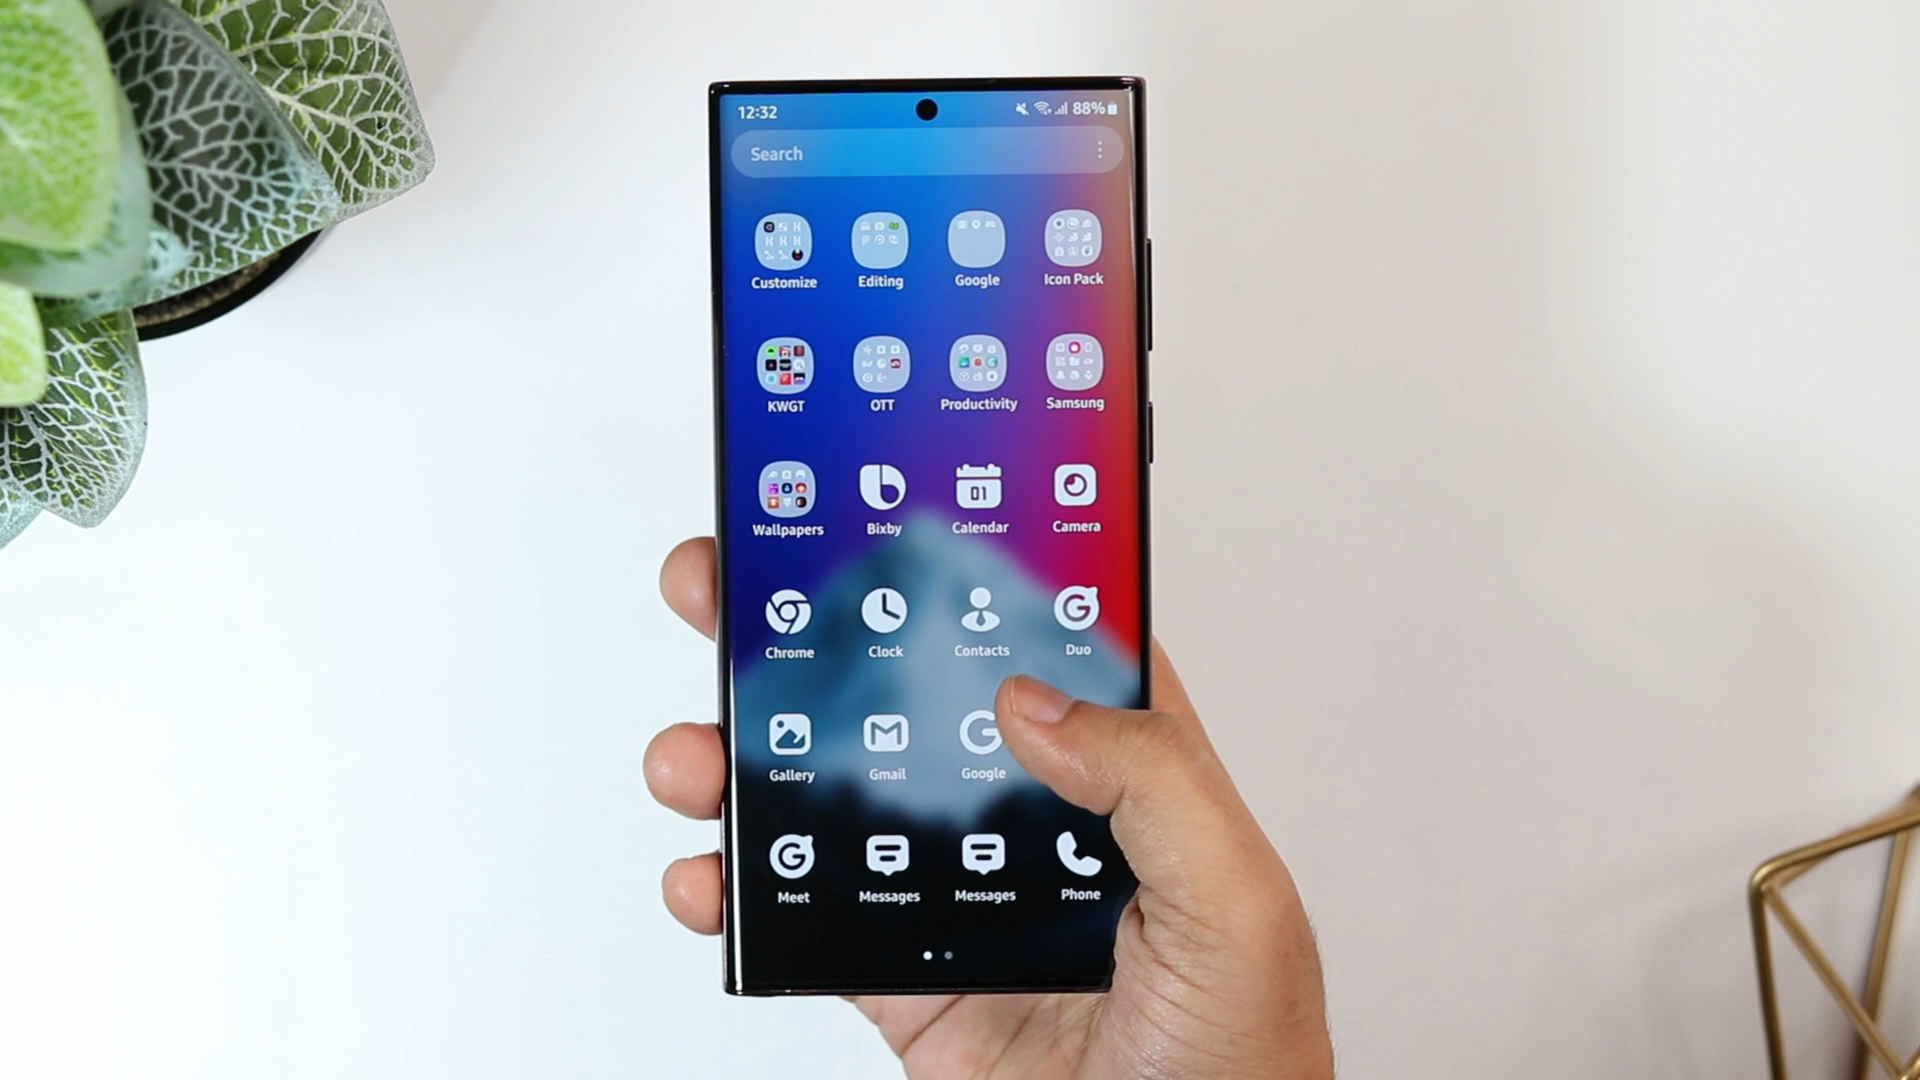 12:32 88%
Search
Customize Editing Google Icon Pack
KWGT OTT Productivity Samsung
01
Wallpapers Bixby Calendar Camera
Chrome Clock Contacts Duo
Gallery Gmail Google
Meet Messages Messages Phone